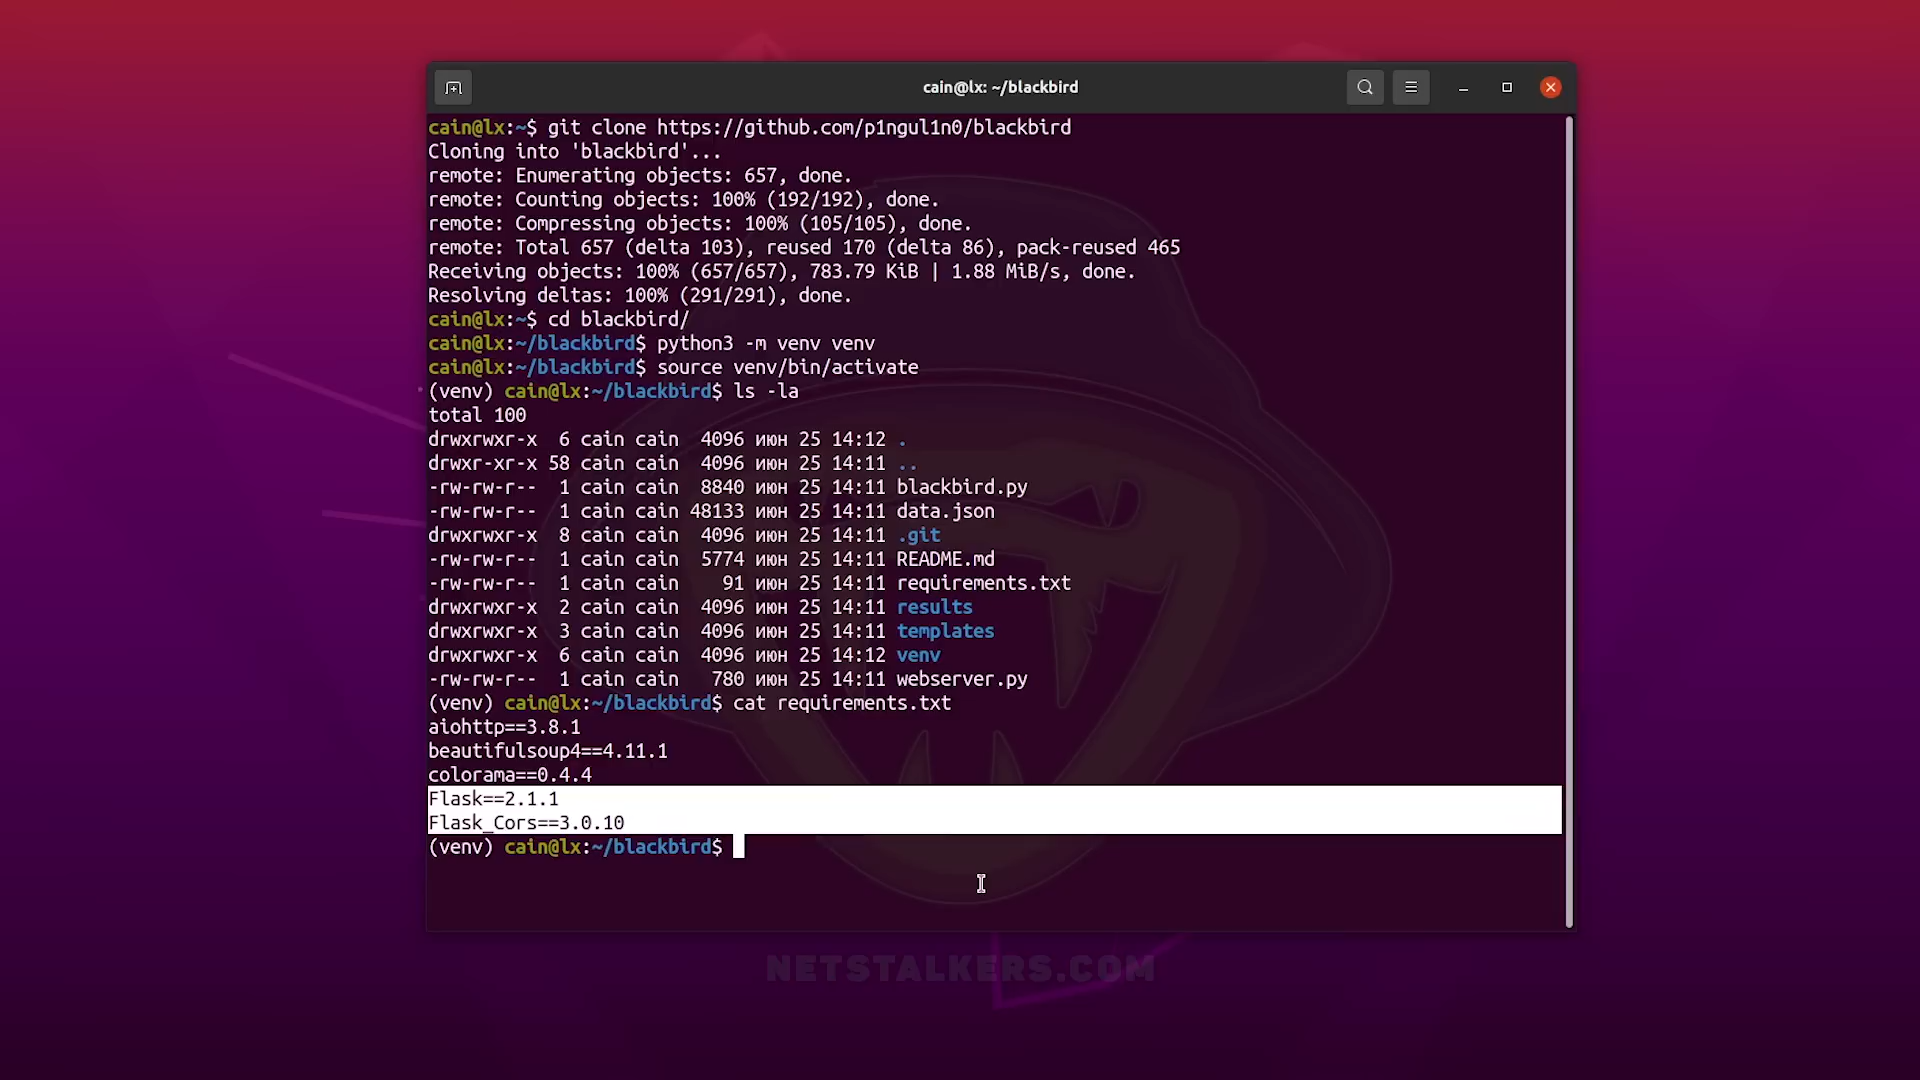 cain@lx: ~/blackbird
cain@lx:~$ git clone https://github.com/p1ngul1n0/blackbird
Cloning into 'blackbird'...
remote: Enumerating objects: 657, done.
remote: Counting objects: 100% (192/192), done.
remote: Compressing objects: 100% (105/105), done.
remote: Total 657 (delta 103), reused 170 (delta 86), pack-reused 465
Receiving objects: 100% (657/657), 783.79 KiB | 1.88 MiB/s, done.
Resolving deltas: 100% (291/291), done.
cain@lx:~$ cd blackbird/
cain@lx:~/blackbird$ python3 -m venv venv
cain@lx:~/blackbird$ source venv/bin/activate
(venv) cain@lx:~/blackbird$ ls -la
total 100
drwxrwxr-x  6 cain cain  4096 июн 25 14:12 .
drwxr-xr-x 58 cain cain  4096 июн 25 14:11 ..
-rw-rw-r--  1 cain cain  8840 июн 25 14:11 blackbird.py
-rw-rw-r--  1 cain cain 48133 июн 25 14:11 data.json
drwxrwxr-x  8 cain cain  4096 июн 25 14:11 .git
-rw-rw-r--  1 cain cain  5774 июн 25 14:11 README.md
-rw-rw-r--  1 cain cain    91 июн 25 14:11 requirements.txt
drwxrwxr-x  2 cain cain  4096 июн 25 14:11 results
drwxrwxr-x  3 cain cain  4096 июн 25 14:11 templates
drwxrwxr-x  6 cain cain  4096 июн 25 14:12 venv
-rw-rw-r--  1 cain cain   780 июн 25 14:11 webserver.py
(venv) cain@lx:~/blackbird$ cat requirements.txt
aiohttp==3.8.1
beautifulsoup4==4.11.1
colorama==0.4.4
Flask==2.1.1
Flask_Cors==3.0.10
(venv) cain@lx:~/blackbird$
NETSTALKERS.COM